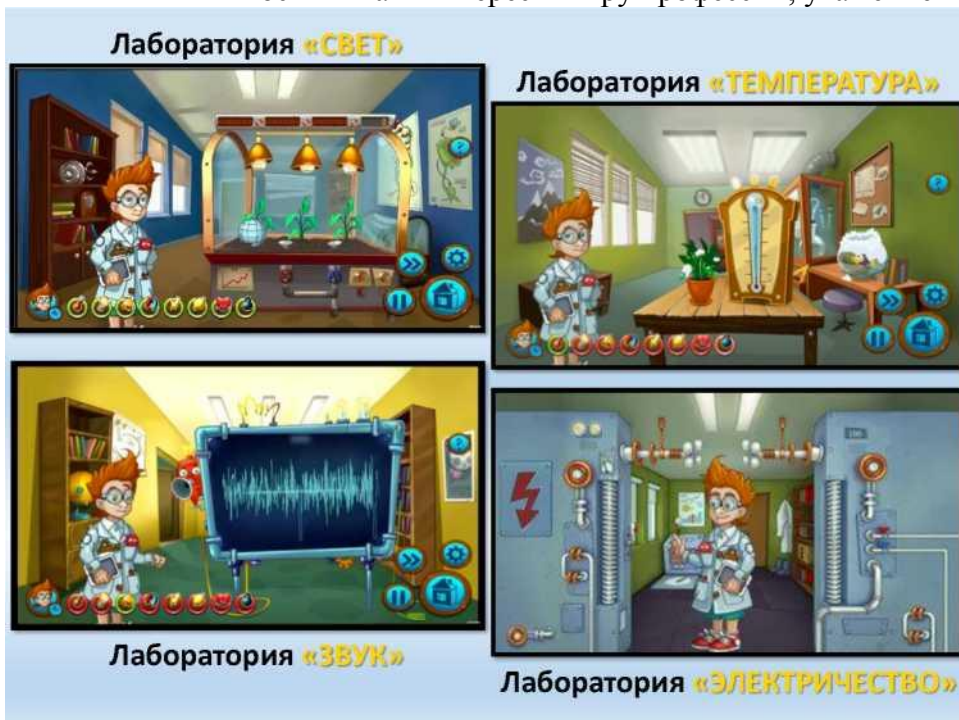 Лаборатория «СВЕТ»
Лаборатория «ТЕМПЕРАТУРА»
Лаборатория «ЗВУК»
Лаборатория «ЭЛЕКТРИЧЕСТВО»